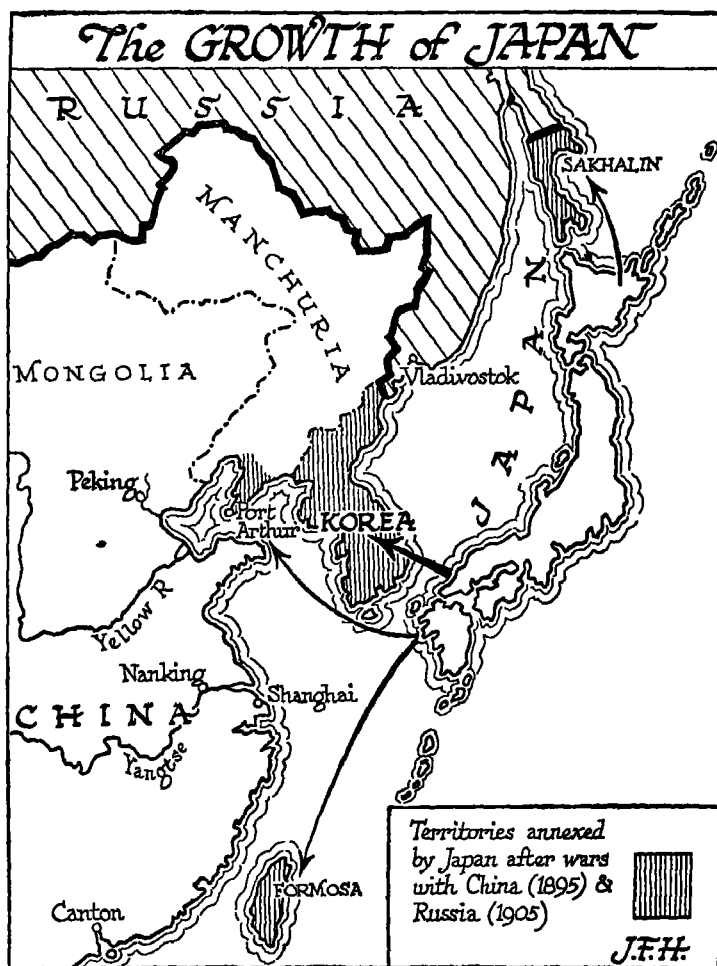 The GROWTH of JAPAN
RUSSIA
SAKHALIN
MANCHURIA
MONGOLIA
Vladivostok
JAPAN
Peking
Port
Arthur
KOREA
Yellow R
Nanking
Shanghai
CHINA
Yangtse
FORMOSA
Canton
Territories annexed
by Japan after wars
with China (1895) &
Russia (1905)
J.F.H.